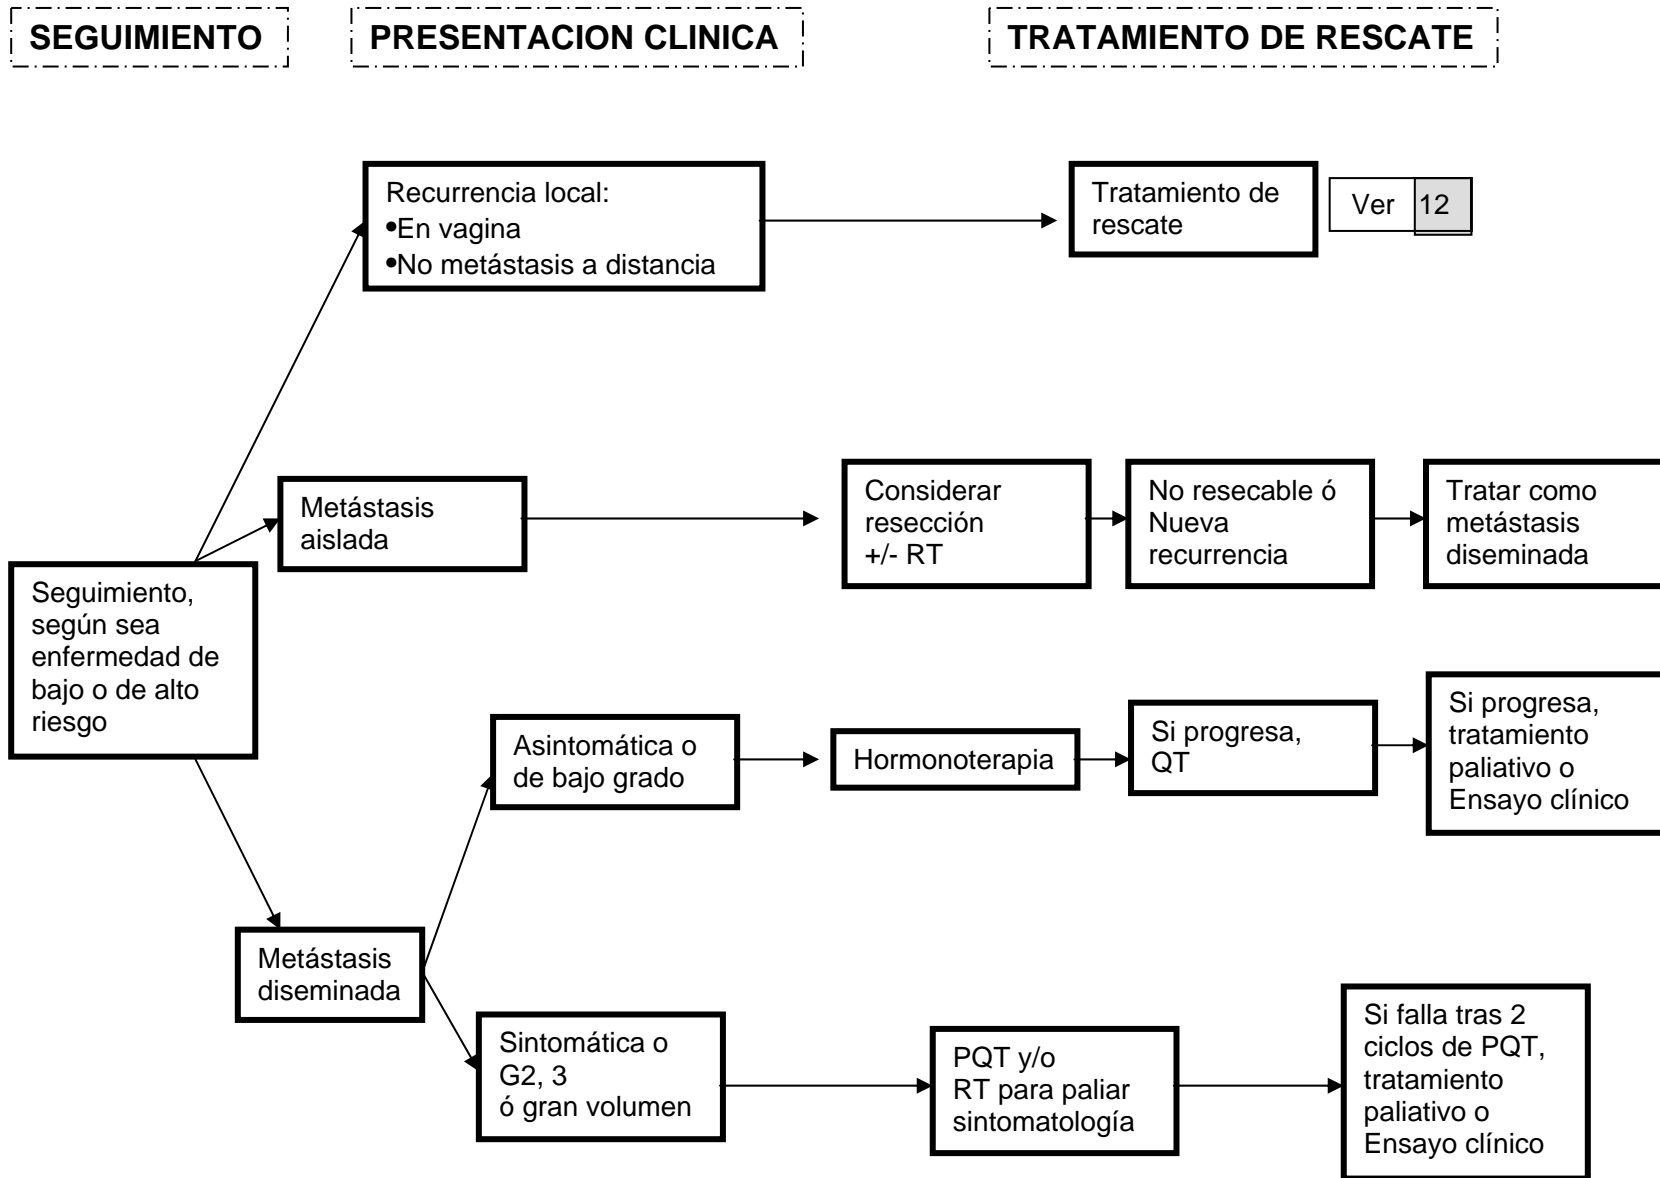 SEGUIMIENTO
PRESENTACION CLINICA
TRATAMIENTO DE RESCATE
Recurrencia local:
•En vagina
•No metástasis a distancia
Tratamiento de
rescate
Ver 12
Metástasis
aislada
Considerar
resección
+/- RT
No resecable ó
Nueva
recurrencia
Tratar como
metástasis
diseminada
Seguimiento,
según sea
enfermedad de
bajo o de alto
riesgo
Asintomática o
de bajo grado
Hormonoterapia
Si progresa,
QT
Si progresa,
tratamiento
paliativo o
Ensayo clínico
Metástasis
diseminada
Sintomática o
G2, 3
ó gran volumen
PQT y/o
RT para paliar
sintomatología
Si falla tras 2
ciclos de PQT,
tratamiento
paliativo o
Ensayo clínico